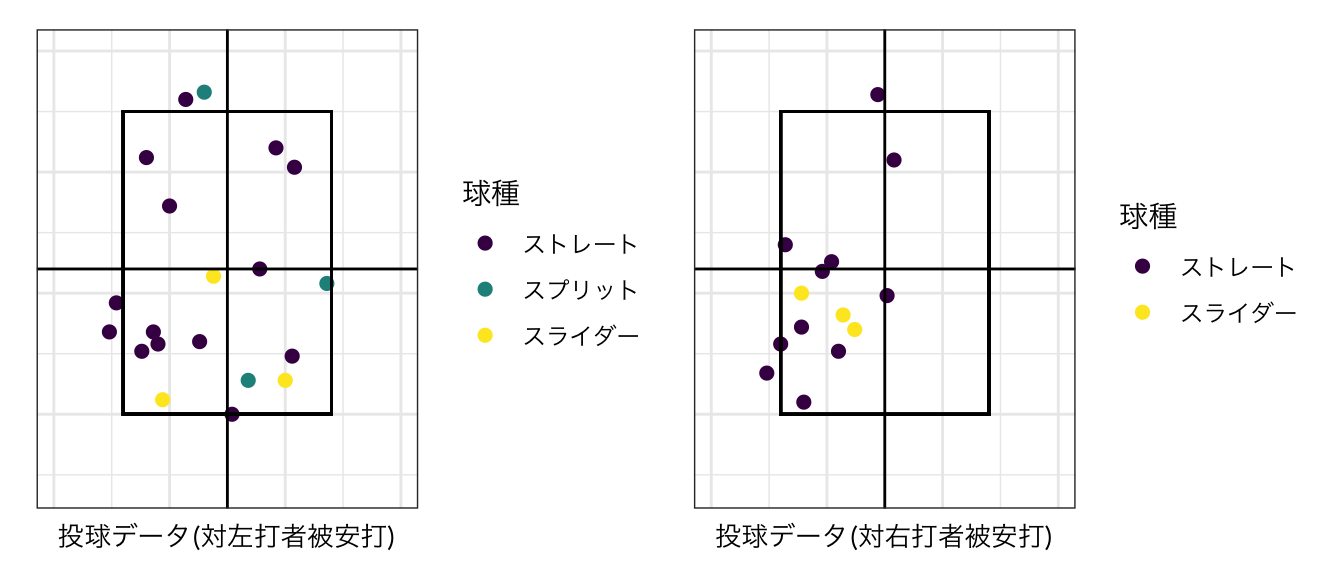 球種
ストレート
スプリット
スライダー
投球データ(対左打者被安打)
球種
ストレート
スライダー
投球データ(対右打者被安打)